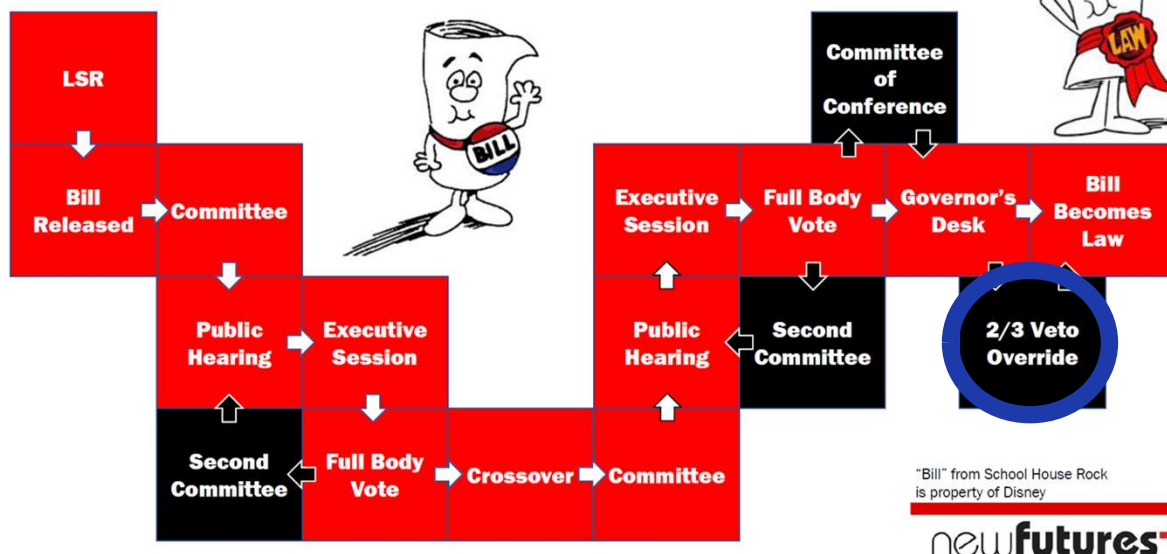 LSR
Bill
Released
Committee
Public
Hearing
Executive
Session
Second
Committee
Full Body
Vote
Crossover
Committee
Public
Hearing
Executive
Session
Full Body
Vote
Second
Committee
Committee
of
Conference
Governor's
Desk
2/3 Veto
Override
Bill
Becomes
Law
BILL
LAW
"Bill" from School House Rock
is property of Disney
newfutures